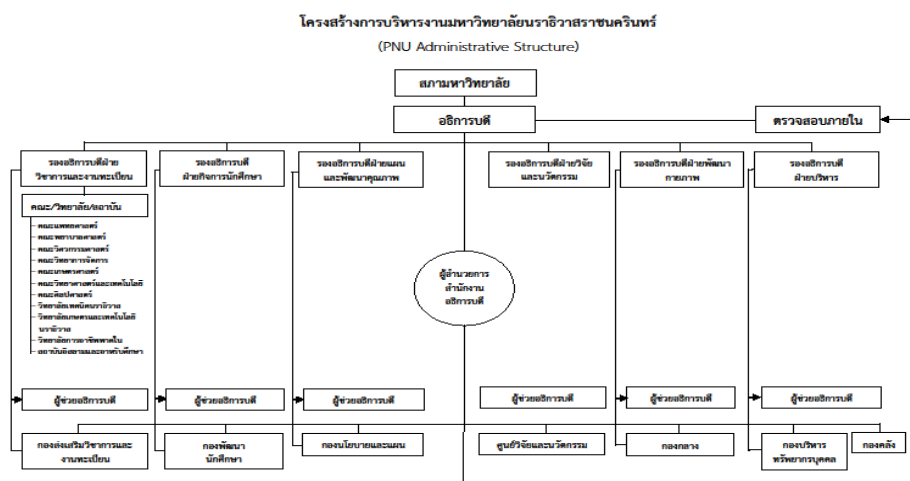 โครงสร้างการบริหารงานมหาวิทยาลัยนราธิวาสราชนครินทร์
(PNU Administrative Structure)
สภามหาวิทยาลัย
อธิการบดี
ตรวจสอบภายใน
รองอธิการบดีฝ่าย
วิชาการและงานทะเบียน
รองอธิการบดี
ฝ่ายกิจการนักศึกษา
รองอธิการบดีฝ่ายแผน
และพัฒนาคุณภาพ
รองอธิการบดีฝ่ายวิจัย
และนวัตกรรม
รองอธิการบดีฝ่ายพัฒนา
กายภาพ
รองอธิการบดี
ฝ่ายบริหาร
คณะ/วิทยาลัย/สถาบัน
คณะแพทยศาสตร์
คณะพยาบาลศาสตร์
คณะวิศวกรรมศาสตร์
คณะวิทยาการจัดการ
คณะเกษตรศาสตร์
คณะวิทยาศาสตร์และเทคโนโลยี
คณะศิลปศาสตร์
วิทยาลัยเทคนิคนราธิวาส
วิทยาลัยเกษตรและเทคโนโลยี
นราธิวาส
วิทยาลัยการอาชีพตากใบ
สถาบันอิสลามและอาหรับศึกษา
ผู้อำนวยการ
สำนักงาน
อธิการบดี
ผู้ช่วยอธิการบดี
ผู้ช่วยอธิการบดี
ผู้ช่วยอธิการบดี
ผู้ช่วยอธิการบดี
ผู้ช่วยอธิการบดี
ผู้ช่วยอธิการบดี
กองส่งเสริมวิชาการและ
งานทะเบียน
กองพัฒนา
นักศึกษา
กองนโยบายและแผน
ศูนย์วิจัยและนวัตกรรม
กองกลาง
กองบริหาร
ทรัพยากรบุคคล
กองคลัง